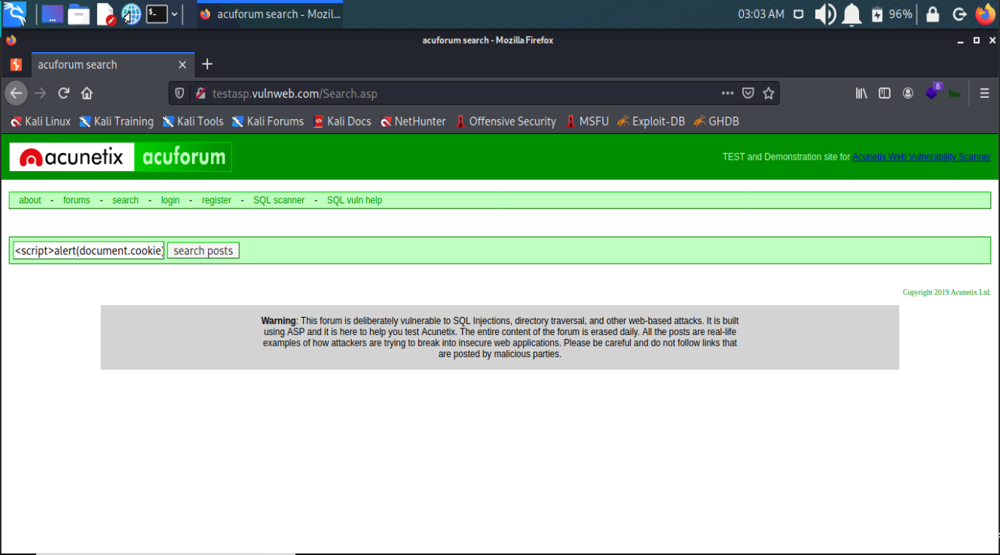 acuforum search - Mozil...
03:03 AM
96%
acuforum search - Mozilla Firefox
acuforum search
testasp.vulnweb.com/Search.asp
Kali Linux
Kali Training
Kali Tools
Kali Forums
Kali Docs
NetHunter
Offensive Security
MSFU
Exploit-DB
GHDB
8
acunetix acuforum
TEST and Demonstration site for Acunetix Web Vulnerability Scanner
about - forums - search - login - register - SQL scanner - SQL vuln help
<script>alert(document.cookie)
search posts
Copyright 2019 Acunetix Ltd.
Warning: This forum is deliberately vulnerable to SQL Injections, directory traversal, and other web-based attacks. It is built
using ASP and it is here to help you test Acunetix. The entire content of the forum is erased daily. All the posts are real-life
examples of how attackers are trying to break into insecure web applications. Please be careful and do not follow links that
are posted by malicious parties.